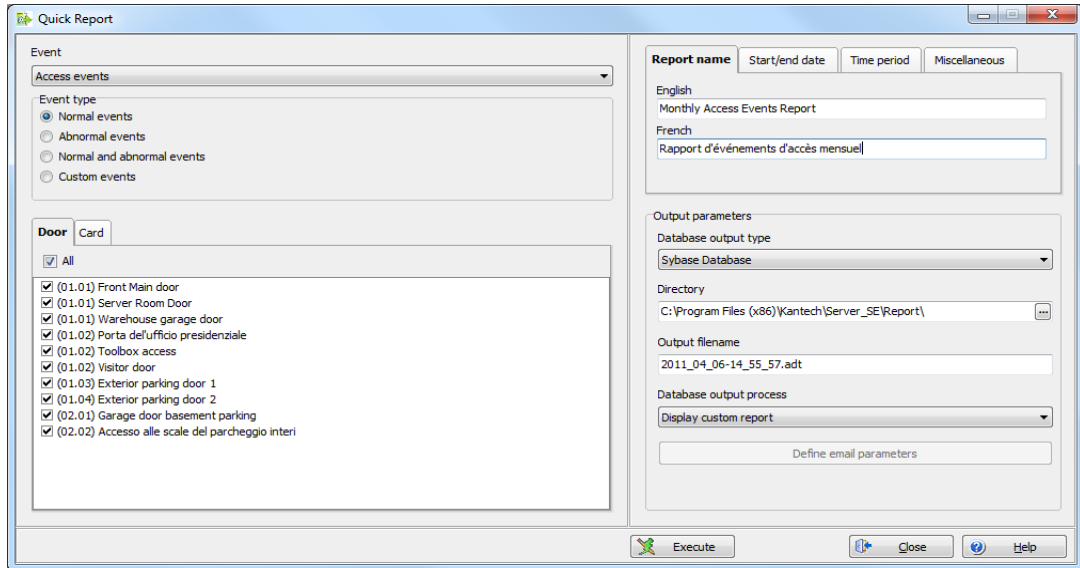 Quick Report
Event
Access events
Event type
Normal events
Abnormal events
Normal and abnormal events
Custom events
Door
Card
All
(01.01) Front Main door
(01.01) Server Room Door
(01.01) Warehouse garage door
(01.02) Porta del'ufficio presidenziale
(01.02) Toolbox access
(01.02) Visitor door
(01.03) Exterior parking door 1
(01.04) Exterior parking door 2
(02.01) Garage door basement parking
(02.02) Accesso alle scale del parcheggio interi
Report name
Start/end date
Time period
Miscellaneous
English
Monthly Access Events Report
French
Rapport d'événements d'accès mensuel
Output parameters
Database output type
Sybase Database
Directory
C:\Program Files (x86)\Kantech\Server_SE\Report\
...
Output filename
2011_04_06-14_55_57.adt
Database output process
Display custom report
Define email parameters
Execute
Close
Help